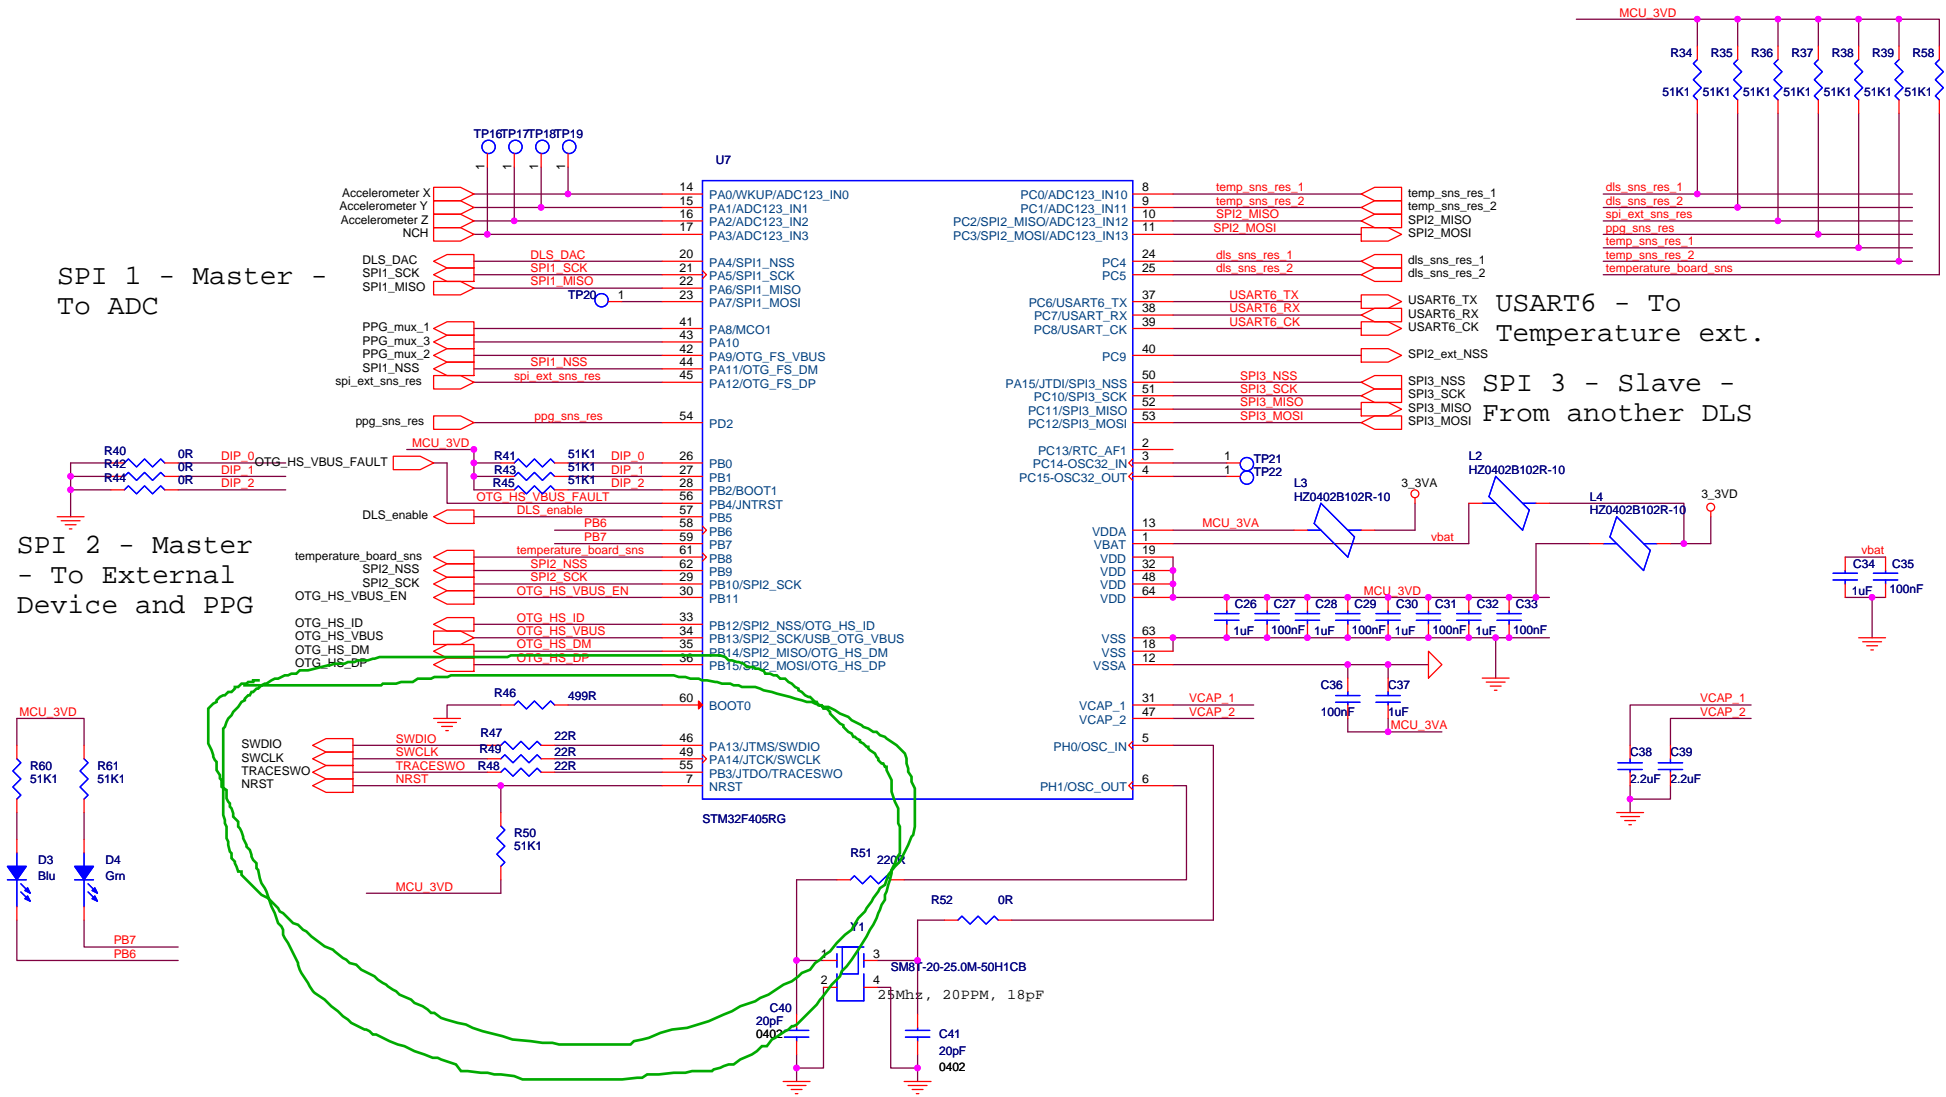 MCU_3VD
R34 R35 R36 R37 R38 R39 R58
51K1 51K1 51K1 51K1 51K1 51K1 51K1
dls_sns_res_1
dls_sns_res_2
spi_ext_sns_res
ppg_sns_res
temp_sns_res_1
temp_sns_res_2
temperature_board_sns
TP16 TP17 TP18 TP19
1 1 1 1
U7
Accelerometer X 14 PA0/WKUP/ADC123_IN0
Accelerometer Y 15 PA1/ADC123_IN1
Accelerometer Z 16 PA2/ADC123_IN2
NCH 17 PA3/ADC123_IN3
SPI 1 - Master -
To ADC
DLS_DAC DLS_DAC 20 PA4/SPI1_NSS
SPI1_SCK SPI1_SCK 21 PA5/SPI1_SCK
SPI1_MISO SPI1_MISO 22 PA6/SPI1_MISO
TP20 1 23 PA7/SPI1_MOSI
PPG_mux_1 41 PA8/MCO1
PPG_mux_3 43 PA10
PPG_mux_2 42 PA9/OTG_FS_VBUS
SPI1_NSS SPI1_NSS 44 PA11/OTG_FS_DM
spi_ext_sns_res spi_ext_sns_res 45 PA12/OTG_FS_DP
ppg_sns_res ppg_sns_res 54 PD2
MCU_3VD
R40 0R DIP_0 OTG_HS_VBUS_FAULT R41 51K1 DIP_0 26 PB0
R42 0R DIP_1 R43 51K1 DIP_1 27 PB1
R44 0R DIP_2 R45 51K1 DIP_2 28 PB2/BOOT1
OTG_HS_VBUS_FAULT 56 PB4/JNTRST
DLS_enable DLS_enable 57 PB5
PB6 58 PB6
PB7 59 PB7
SPI 2 - Master
- To External
Device and PPG
temperature_board_sns temperature_board_sns 61 PB8
SPI2_NSS SPI2_NSS 62 PB9
SPI2_SCK SPI2_SCK 29 PB10/SPI2_SCK
OTG_HS_VBUS_EN OTG_HS_VBUS_EN 30 PB11
OTG_HS_ID OTG_HS_ID 33 PB12/SPI2_NSS/OTG_HS_ID
OTG_HS_VBUS OTG_HS_VBUS 34 PB13/SPI2_SCK/USB_OTG_VBUS
OTG_HS_DM OTG_HS_DM 35 PB14/SPI2_MISO/OTG_HS_DM
OTG_HS_DP OTG_HS_DP 36 PB15/SPI2_MOSI/OTG_HS_DP
R46 499R 60 BOOT0
SWDIO SWDIO R47 22R 46 PA13/JTMS/SWDIO
SWCLK SWCLK R49 22R 49 PA14/JTCK/SWCLK
TRACESWO TRACESWO R48 22R 55 PB3/JTDO/TRACESWO
NRST NRST 7 NRST
STM32F405RG
R50
51K1
MCU_3VD
MCU_3VD
R60 R61
51K1 51K1
D3 D4
Blu Grn
PB7
PB6
PC0/ADC123_IN10 8 temp_sns_res_1 temp_sns_res_1
PC1/ADC123_IN11 9 temp_sns_res_2 temp_sns_res_2
PC2/SPI2_MISO/ADC123_IN12 10 SPI2_MISO SPI2_MISO
PC3/SPI2_MOSI/ADC123_IN13 11 SPI2_MOSI SPI2_MOSI
PC4 24 dls_sns_res_1 dls_sns_res_1
PC5 25 dls_sns_res_2 dls_sns_res_2
PC6/USART6_TX 37 USART6_TX USART6_TX
PC7/USART_RX 38 USART6_RX USART6_RX
PC8/USART_CK 39 USART6_CK USART6_CK
USART6 - To
Temperature ext.
PC9 40 SPI2_ext_NSS
PA15/JTDI/SPI3_NSS 50 SPI3_NSS SPI3_NSS
PC10/SPI3_SCK 51 SPI3_SCK SPI3_SCK
PC11/SPI3_MISO 52 SPI3_MISO SPI3_MISO
PC12/SPI3_MOSI 53 SPI3_MOSI SPI3_MOSI
SPI 3 - Slave -
From another DLS
PC13/RTC_AF1 2
PC14-OSC32_IN 3 1 TP21
PC15-OSC32_OUT 4 1 TP22
L3
HZ0402B102R-10
3_3VA
L2
HZ0402B102R-10
L4
HZ0402B102R-10
3_3VD
VDDA 13 MCU_3VA
VBAT 1 vbat
VDD 19
VDD 32
VDD 48
VDD 64 MCU_3VD
C26 C27 C28 C29 C30 C31 C32 C33
1uF 100nF 1uF 100nF 1uF 100nF 1uF 100nF
VSS 63
VSS 18
VSSA 12
C36 C37
100nF 1uF
MCU_3VA
vbat
C34 C35
1uF 100nF
VCAP_1 31 VCAP_1
VCAP_2 47 VCAP_2
PH0/OSC_IN 5
PH1/OSC_OUT 6
VCAP_1
VCAP_2
C38 C39
2.2uF 2.2uF
R51 220R
R52 0R
Y1
1 3
2 4
SM8T-20-25.0M-50H1CB
25Mhz, 20PPM, 18pF
C40
20pF
0402
C41
20pF
0402